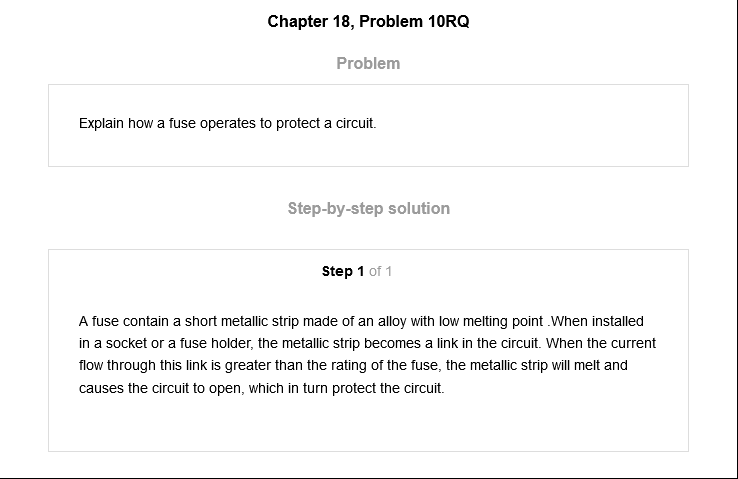 Chapter 18, Problem 10RQ
Problem
Explain how a fuse operates to protect a circuit.
Step-by-step solution
Step 1 of 1
A fuse contain a short metallic strip made of an alloy with low melting point .When installed
in a socket or a fuse holder, the metallic strip becomes a link in the circuit. When the current
flow through this link is greater than the rating of the fuse, the metallic strip will melt and
causes the circuit to open, which in turn protect the circuit.